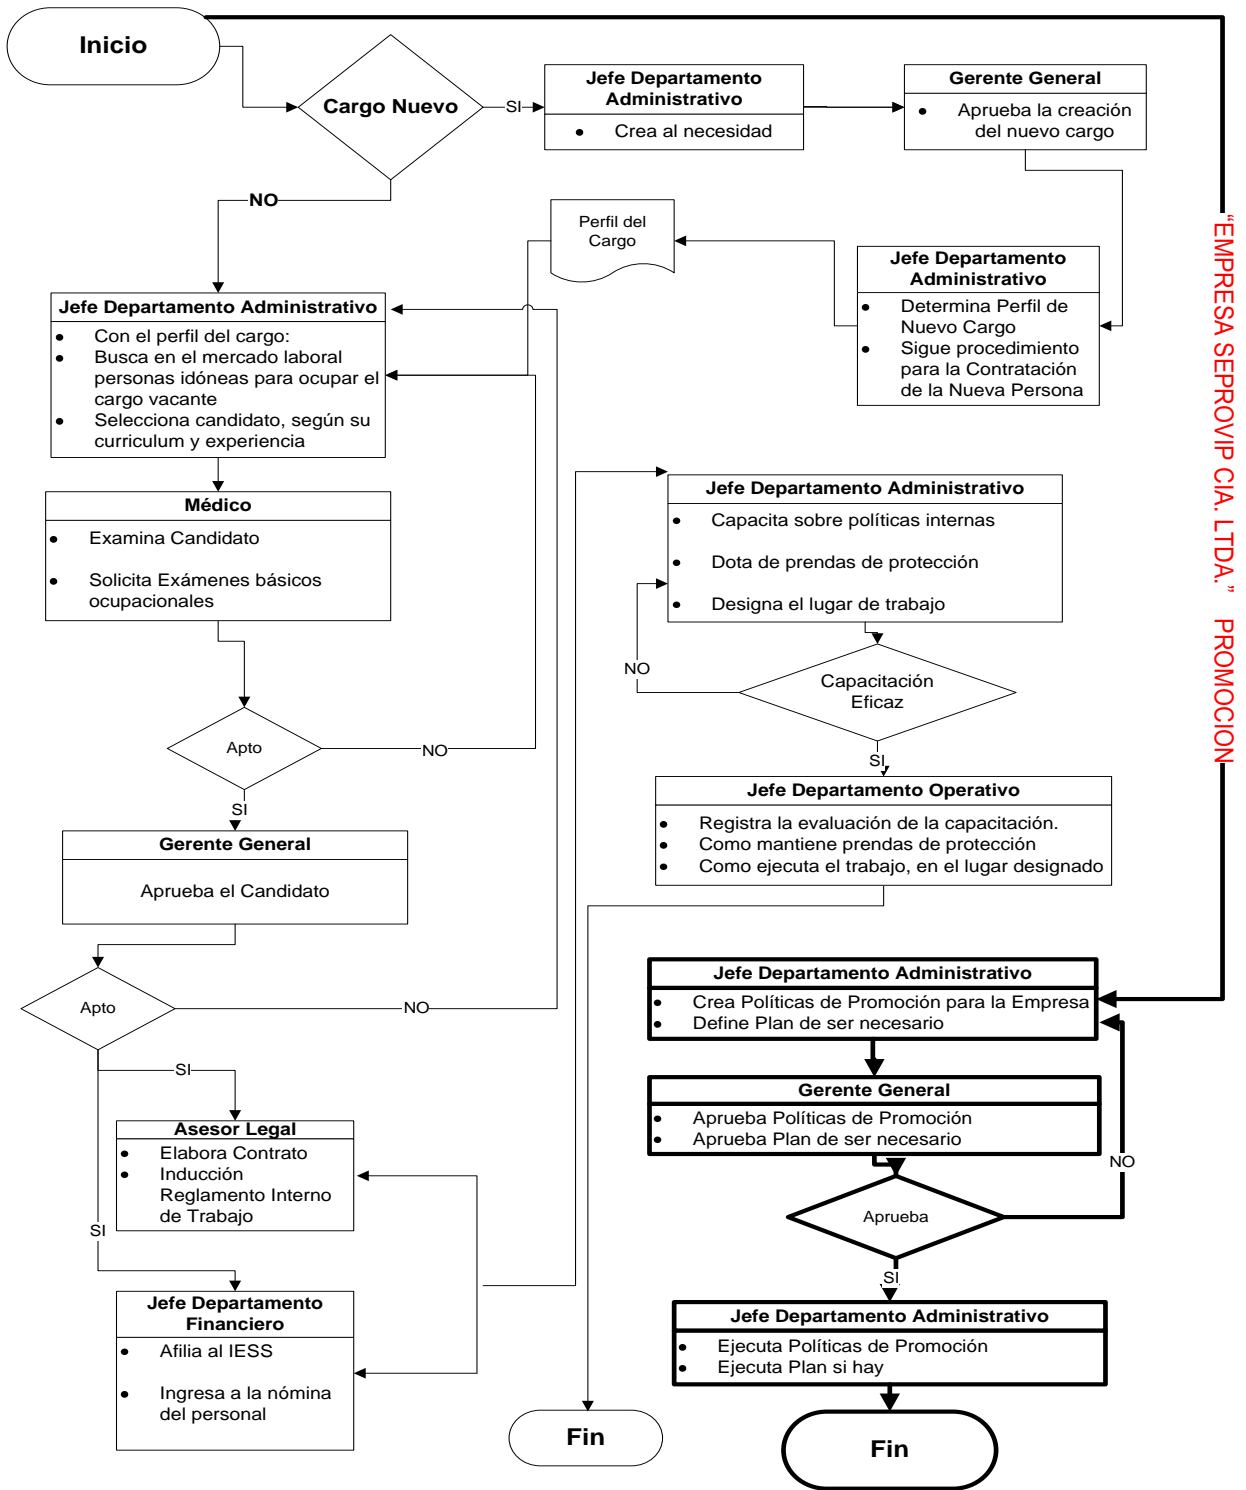 Inicio
Cargo Nuevo
SI
Jefe Departamento
Administrativo
• Crea al necesidad
Gerente General
• Aprueba la creación
del nuevo cargo
NO
Perfil del
Cargo
Jefe Departamento
Administrativo
• Determina Perfil de
Nuevo Cargo
• Sigue procedimiento
para la Contratación
de la Nueva Persona
"EMPRESA SEPROVIP CIA. LTDA." PROMOCION
Jefe Departamento Administrativo
• Con el perfil del cargo:
• Busca en el mercado laboral
personas idóneas para ocupar el
cargo vacante
• Selecciona candidato, según su
curriculum y experiencia
Médico
• Examina Candidato
• Solicita Exámenes básicos
ocupacionales
Apto
NO
SI
Gerente General
Aprueba el Candidato
Apto
NO
SI
Asesor Legal
• Elabora Contrato
• Inducción
Reglamento Interno
de Trabajo
SI
Jefe Departamento
Financiero
• Afilia al IESS
• Ingresa a la nómina
del personal
Jefe Departamento Administrativo
• Capacita sobre políticas internas
• Dota de prendas de protección
• Designa el lugar de trabajo
NO
Capacitación
Eficaz
SI
Jefe Departamento Operativo
• Registra la evaluación de la capacitación.
• Como mantiene prendas de protección
• Como ejecuta el trabajo, en el lugar designado
Fin
Jefe Departamento Administrativo
• Crea Políticas de Promoción para la Empresa
• Define Plan de ser necesario
Gerente General
• Aprueba Políticas de Promoción
• Aprueba Plan de ser necesario
NO
Aprueba
SI
Jefe Departamento Administrativo
• Ejecuta Políticas de Promoción
• Ejecuta Plan si hay
Fin